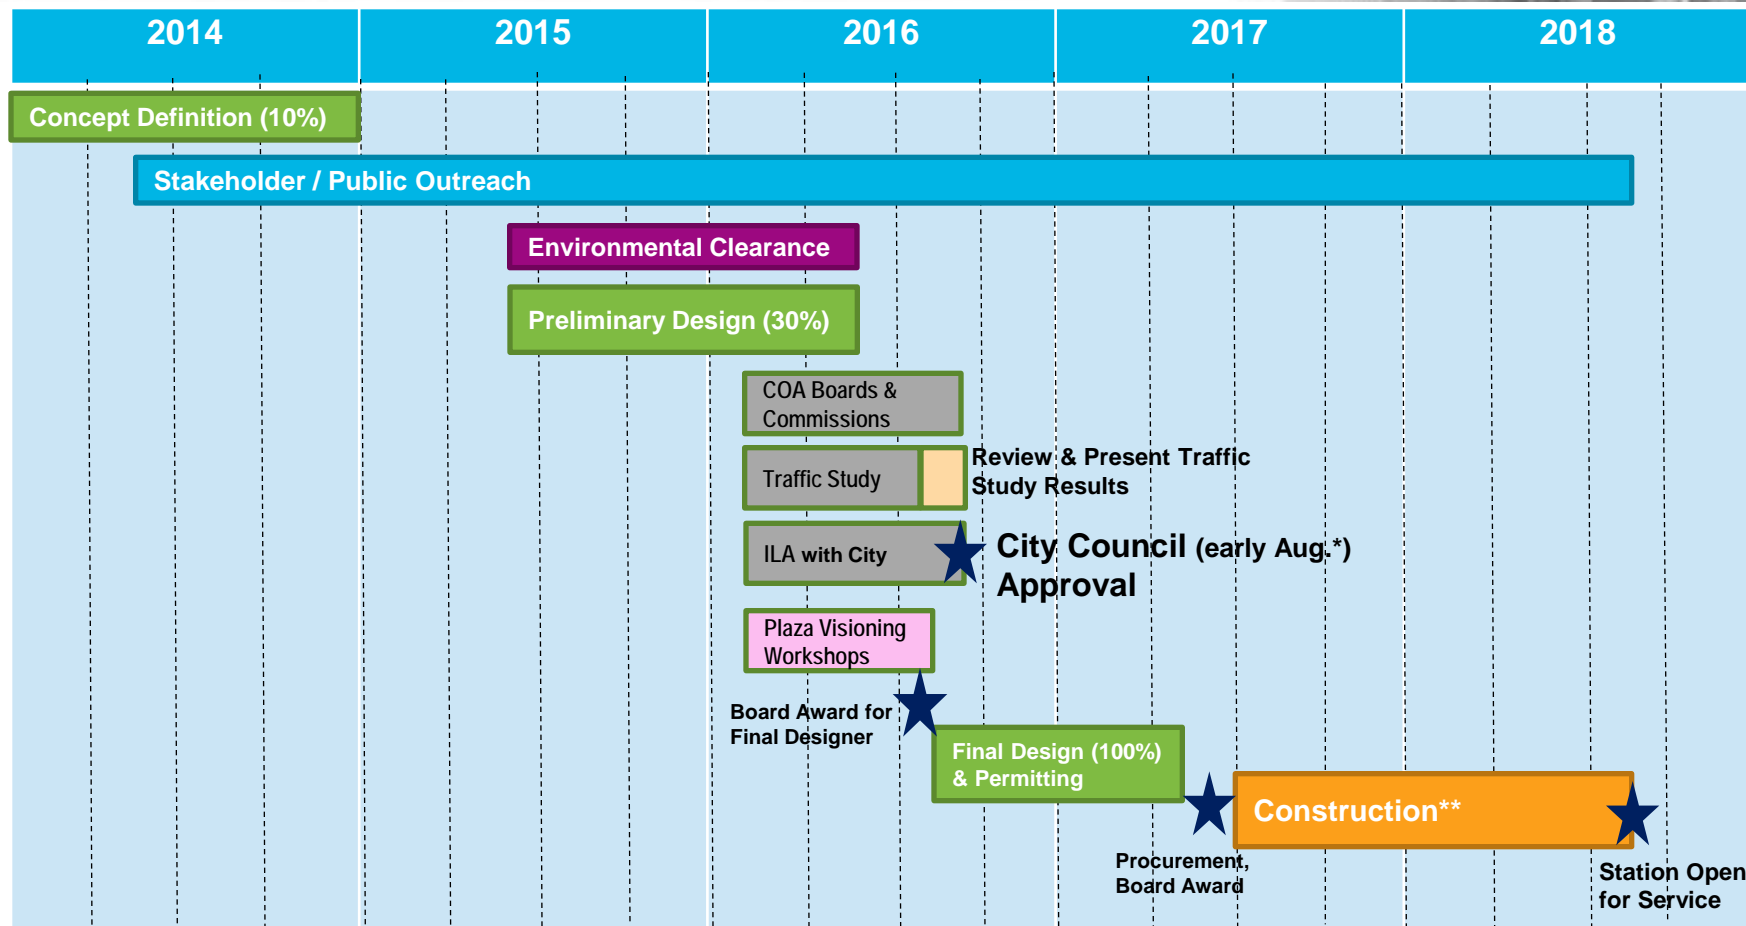 2014 2015 2016 2017 2018
Concept Definition (10%)
Stakeholder / Public Outreach
Environmental Clearance
Preliminary Design (30%)
COA Boards &
Commissions
Traffic Study
Review & Present Traffic
Study Results
ILA with City
City Council (early Aug.*)
Approval
Plaza Visioning
Workshops
Board Award for
Final Designer
Final Design (100%)
& Permitting
Construction**
Procurement,
Board Award
Station Open
for Service